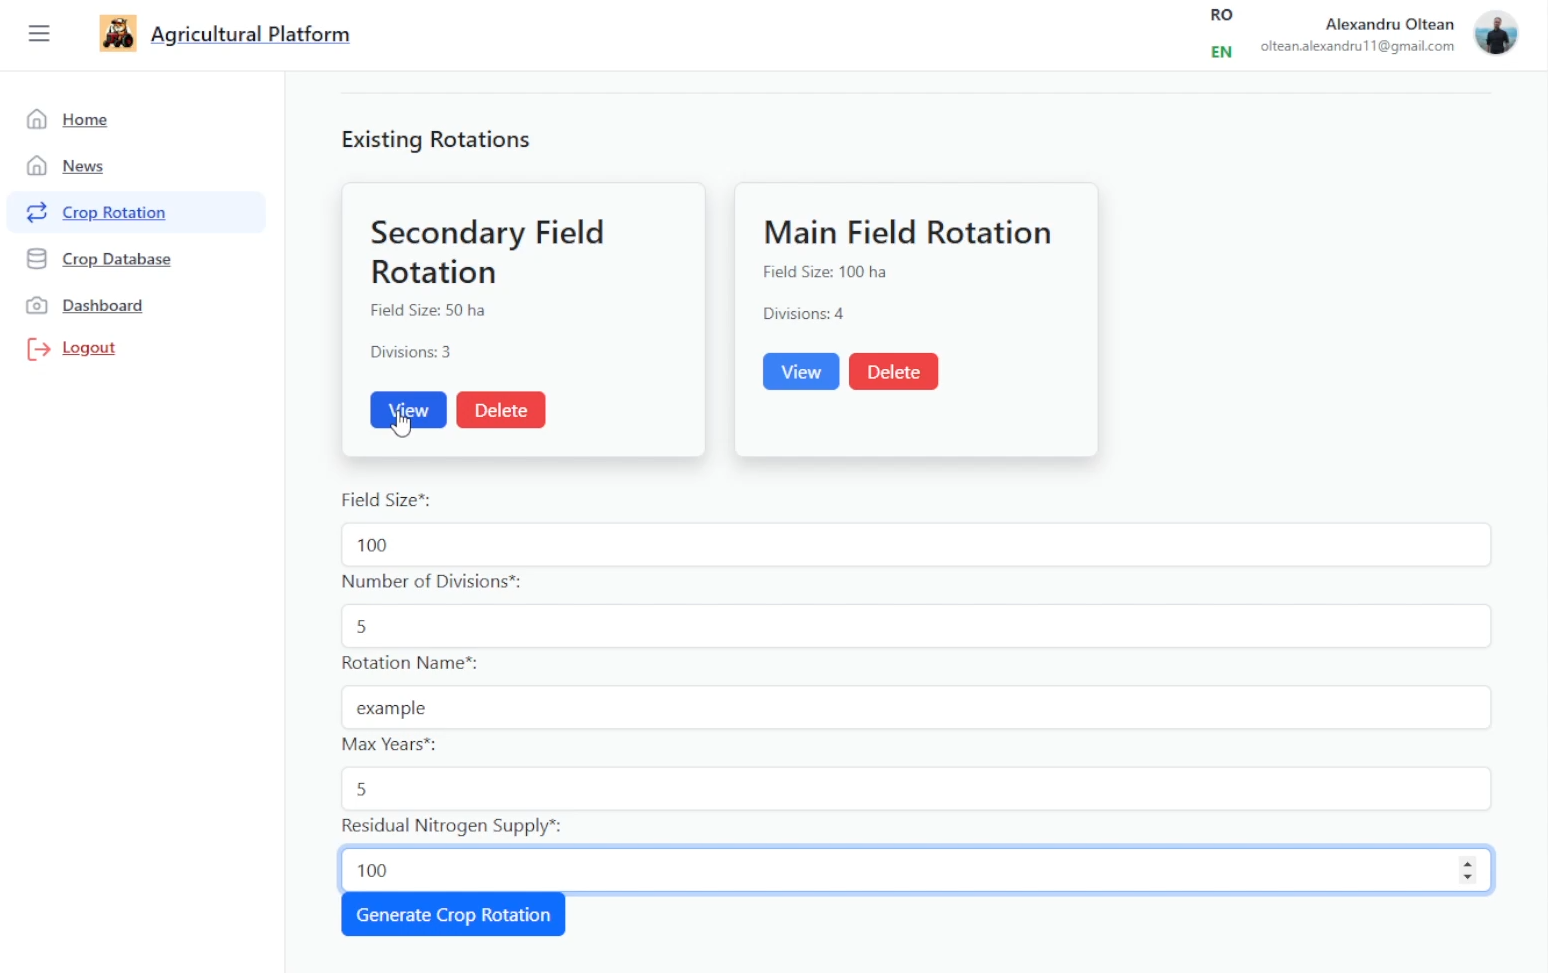 Agricultural Platform
RO
EN
Alexandru Oltean
oltean.alexandru11@gmail.com
Home
News
Crop Rotation
Crop Database
Dashboard
Logout
Existing Rotations
Secondary Field
Rotation
Field Size: 50 ha
Divisions: 3
View
Delete
Main Field Rotation
Field Size: 100 ha
Divisions: 4
View
Delete
Field Size*:
100
Number of Divisions*:
5
Rotation Name*:
example
Max Years*:
5
Residual Nitrogen Supply*:
100
Generate Crop Rotation